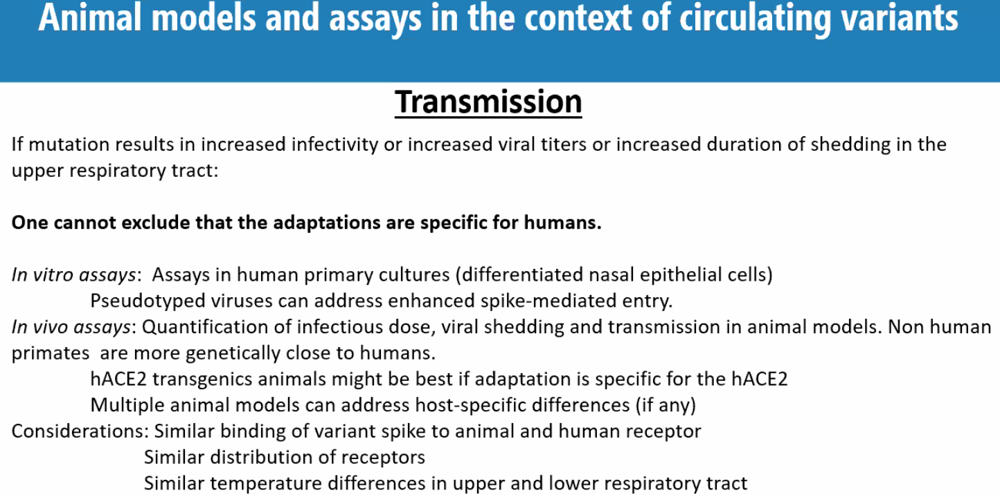 Animal models and assays in the context of circulating variants
Transmission
If mutation results in increased infectivity or increased viral titers or increased duration of shedding in the
upper respiratory tract:
One cannot exclude that the adaptations are specific for humans.
In vitro assays:  Assays in human primary cultures (differentiated nasal epithelial cells)
Pseudotyped viruses can address enhanced spike-mediated entry.
In vivo assays: Quantification of infectious dose, viral shedding and transmission in animal models. Non human
primates  are more genetically close to humans.
hACE2 transgenics animals might be best if adaptation is specific for the hACE2
Multiple animal models can address host-specific differences (if any)
Considerations: Similar binding of variant spike to animal and human receptor
Similar distribution of receptors
Similar temperature differences in upper and lower respiratory tract